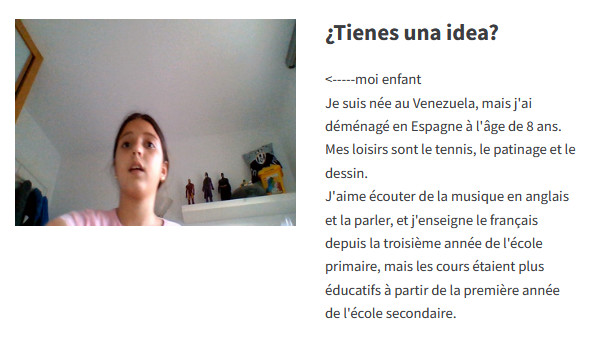 ¿Tienes una idea?
<-----moi enfant
Je suis née au Venezuela, mais j'ai
déménagé en Espagne à l'âge de 8 ans.
Mes loisirs sont le tennis, le patinage et le
dessin.
J'aime écouter de la musique en anglais
et la parler, et j'enseigne le français
depuis la troisième année de l'école
primaire, mais les cours étaient plus
éducatifs à partir de la première année
de l'école secondaire.